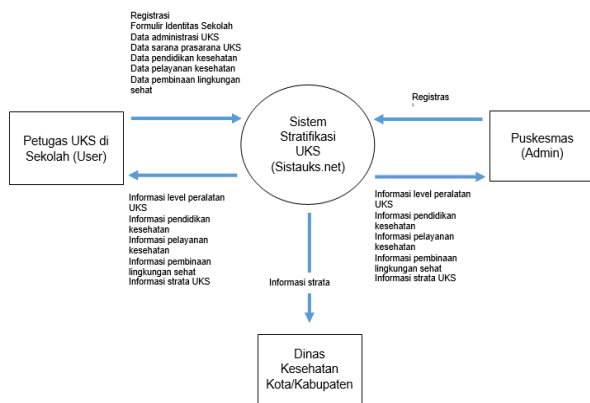 Registrasi
Formulir Identitas Sekolah
Data administrasi UKS
Data sarana prasarana UKS
Data pendidikan kesehatan
Data pelayanan kesehatan
Data pembinaan lingkungan
sehat
Petugas UKS di
Sekolah (User)
Sistem
Stratifikasi
UKS
(Sistauks.net)
Registras
i
Puskesmas
(Admin)
Informasi level peralatan
UKS
Informasi pendidikan
kesehatan
Informasi pelayanan
kesehatan
Informasi pembinaan
lingkungan sehat
Informasi strata UKS
Informasi level peralatan
UKS
Informasi pendidikan
kesehatan
Informasi pelayanan
kesehatan
Informasi pembinaan
lingkungan sehat
Informasi strata UKS
Informasi strata
Dinas
Kesehatan
Kota/Kabupaten